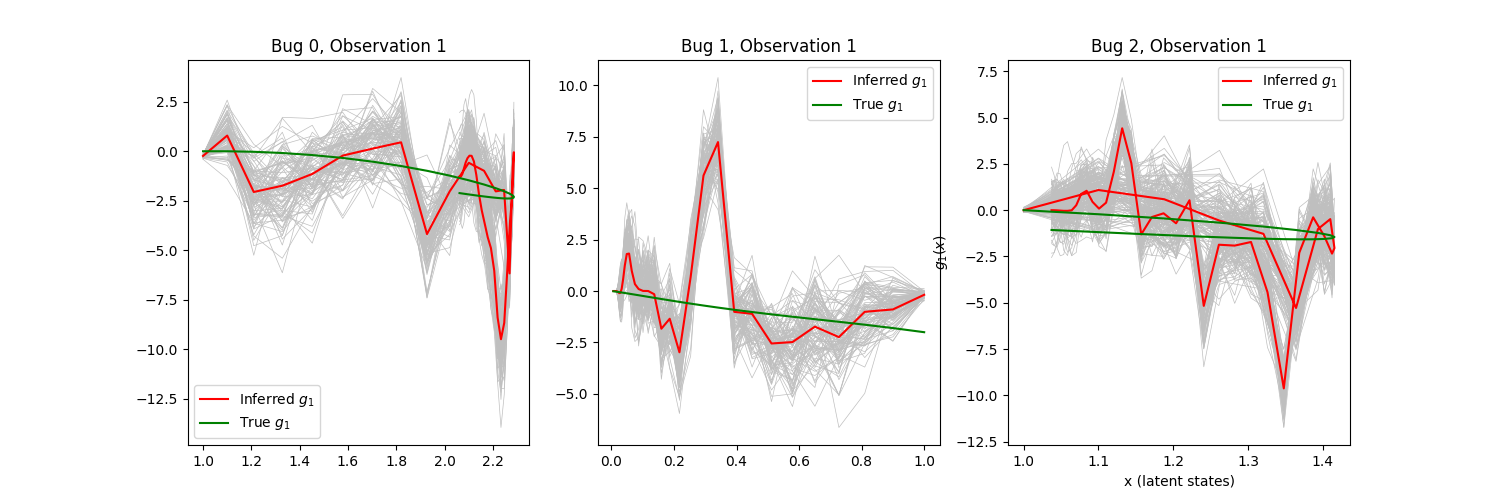 Bug 0, Observation 1
2.5
0.0
−2.5
−5.0
−7.5
−10.0
−12.5
Inferred g₁
True g₁
1.0 1.2 1.4 1.6 1.8 2.0 2.2
Bug 1, Observation 1
10.0
7.5
5.0
2.5
0.0
−2.5
−5.0
Inferred g₁
True g₁
0.0 0.2 0.4 0.6 0.8 1.0
Bug 2, Observation 1
g₁(x)
7.5
5.0
2.5
0.0
−2.5
−5.0
−7.5
−10.0
−12.5
Inferred g₁
True g₁
1.0 1.1 1.2 1.3 1.4
x (latent states)